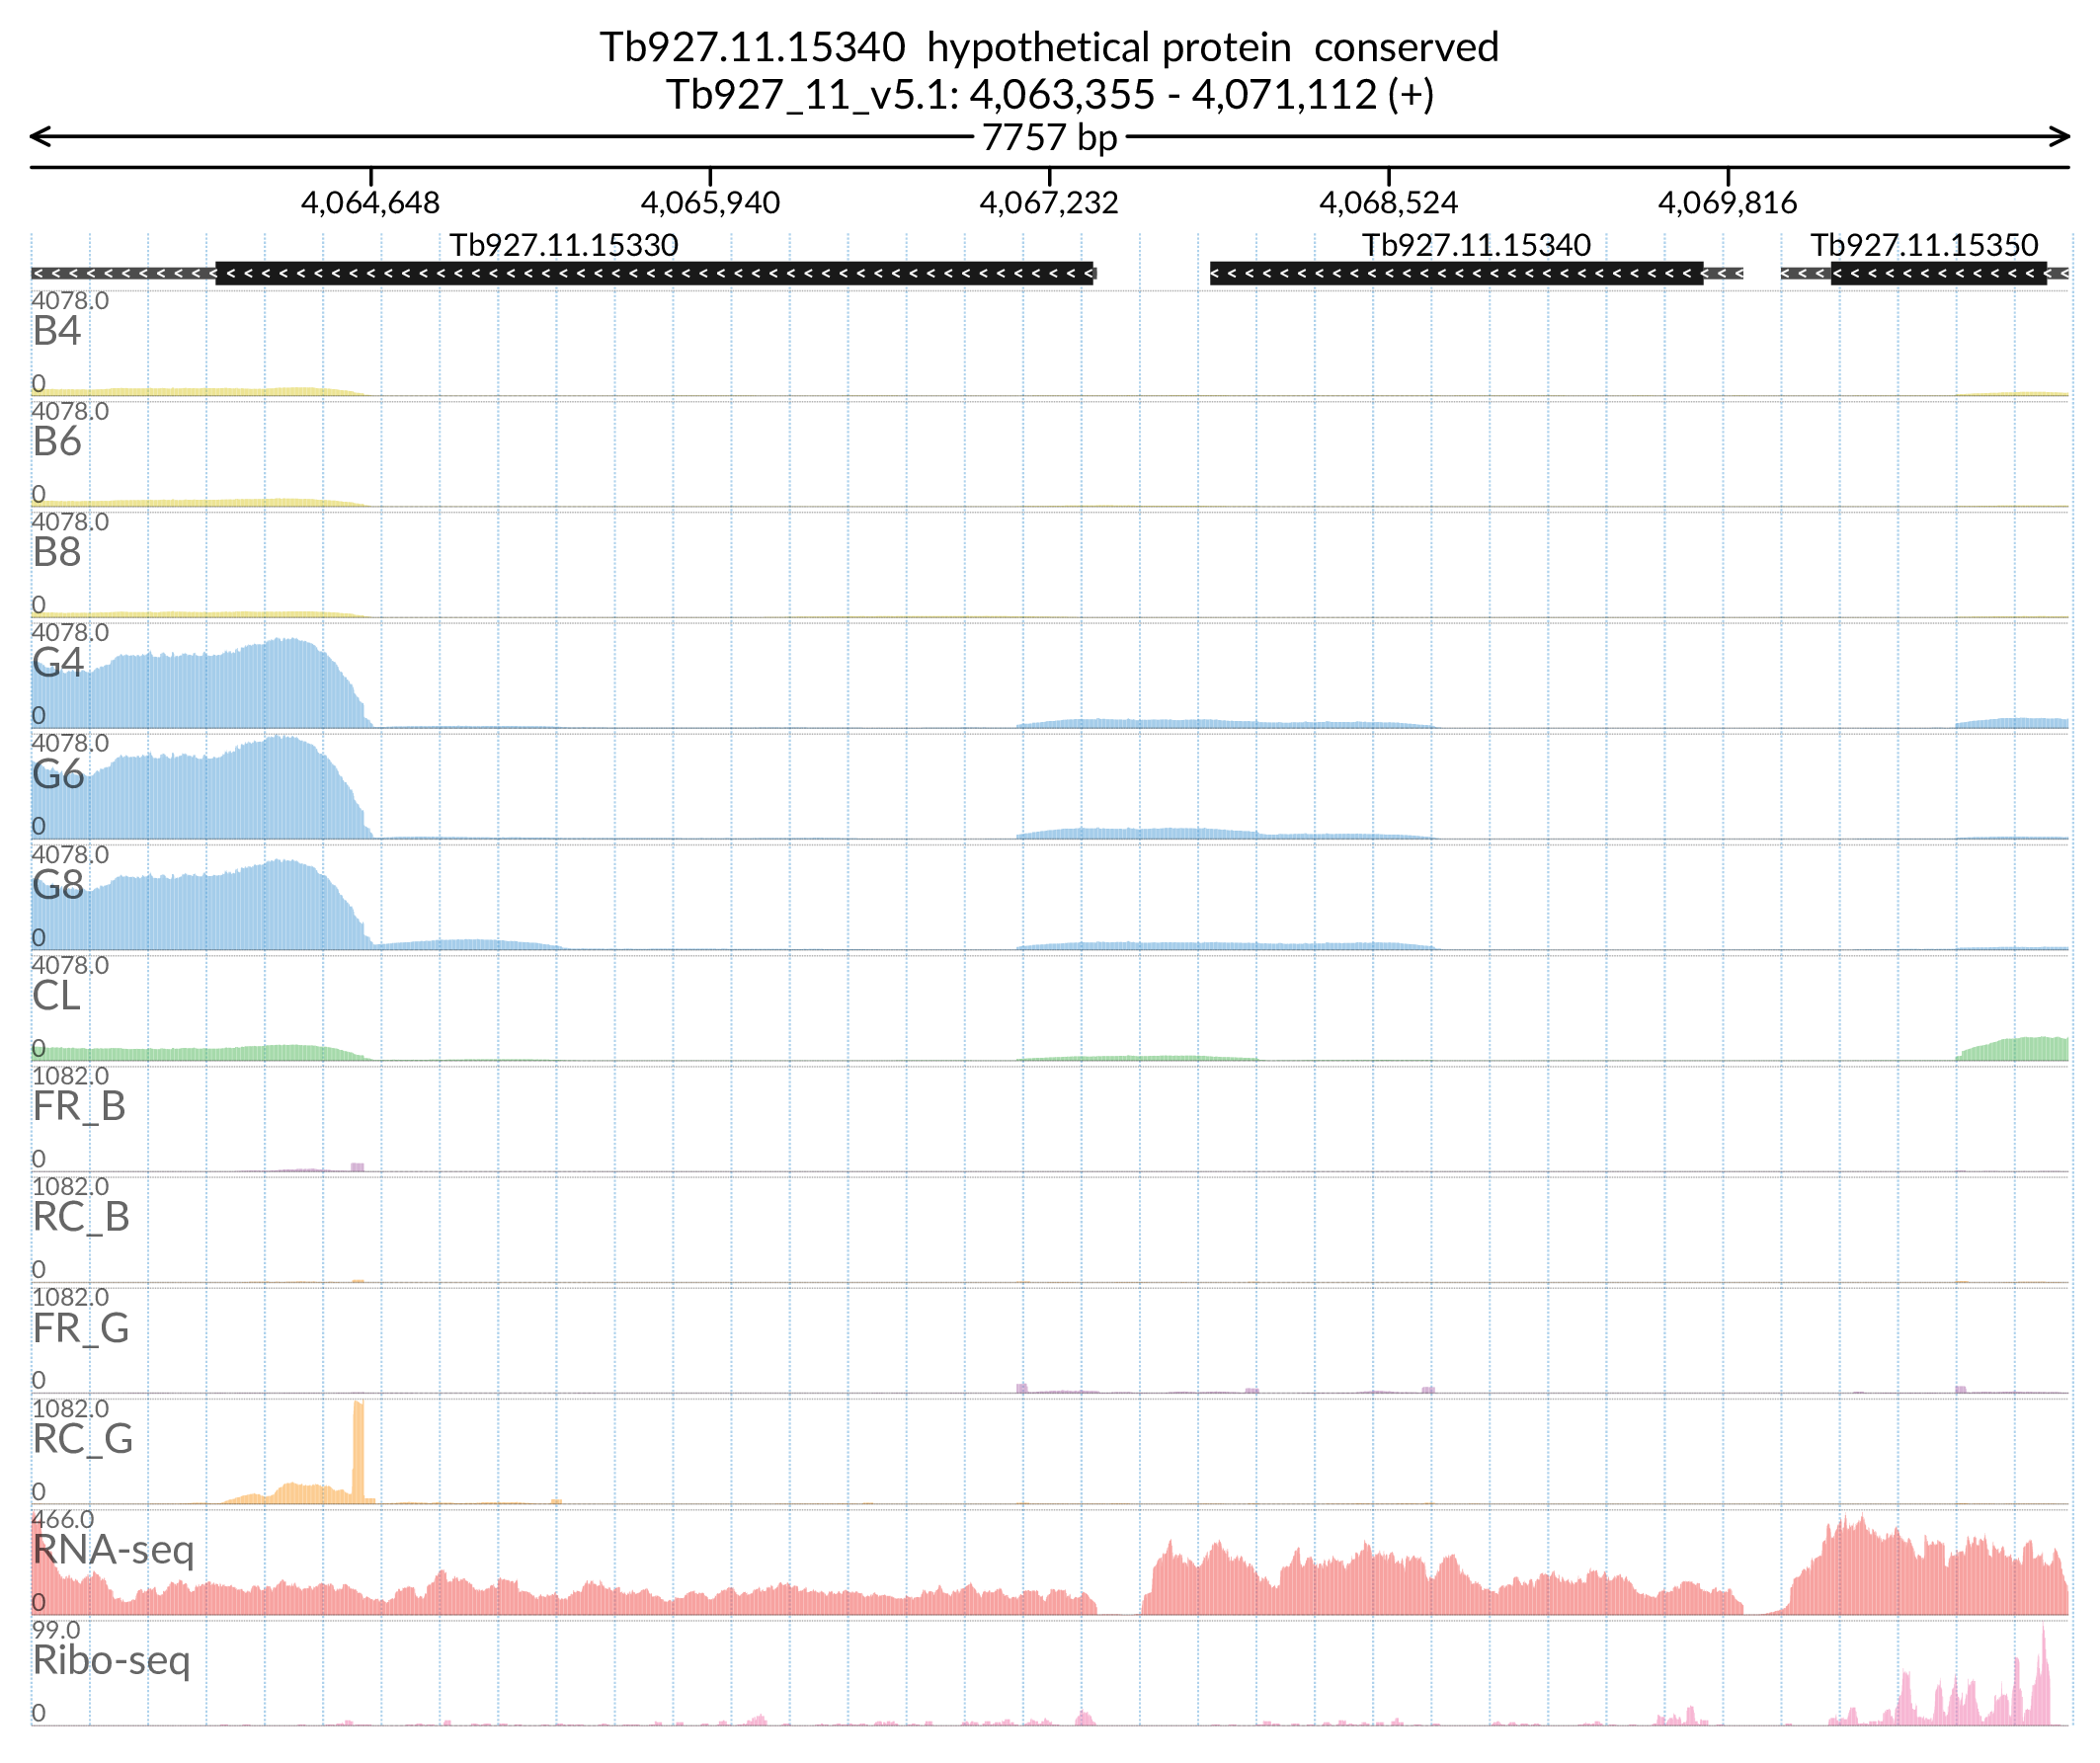 Tb927.11.15340 hypothetical protein conserved
Tb927_11_v5.1: 4,063,355 - 4,071,112 (+)
7757 bp
4,064,648 4,065,940 4,067,232 4,068,524 4,069,816
Tb927.11.15330 Tb927.11.15340 Tb927.11.15350
4078.0
B4
0
4078.0
B6
0
4078.0
B8
0
4078.0
G4
0
4078.0
G6
0
4078.0
G8
0
4078.0
CL
0
1082.0
FR_B
0
1082.0
RC_B
0
1082.0
FR_G
0
1082.0
RC_G
0
466.0
RNA-seq
0
99.0
Ribo-seq
0